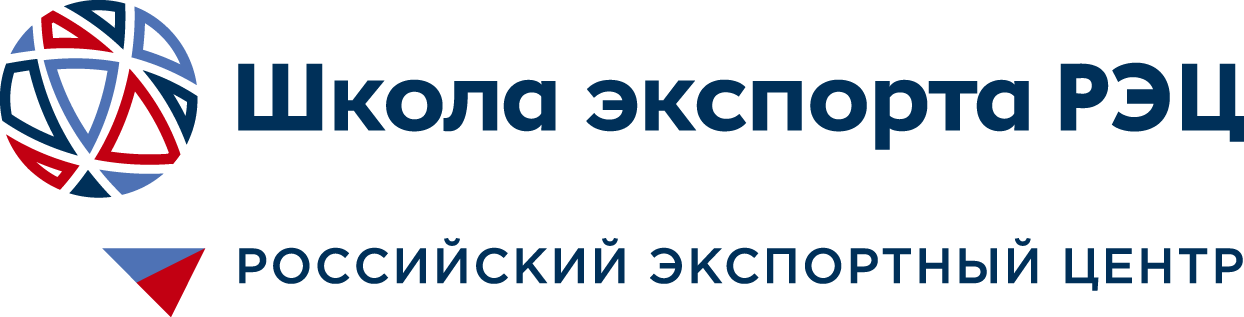 Школа экспорта РЭЦ
РОССИЙСКИЙ ЭКСПОРТНЫЙ ЦЕНТР